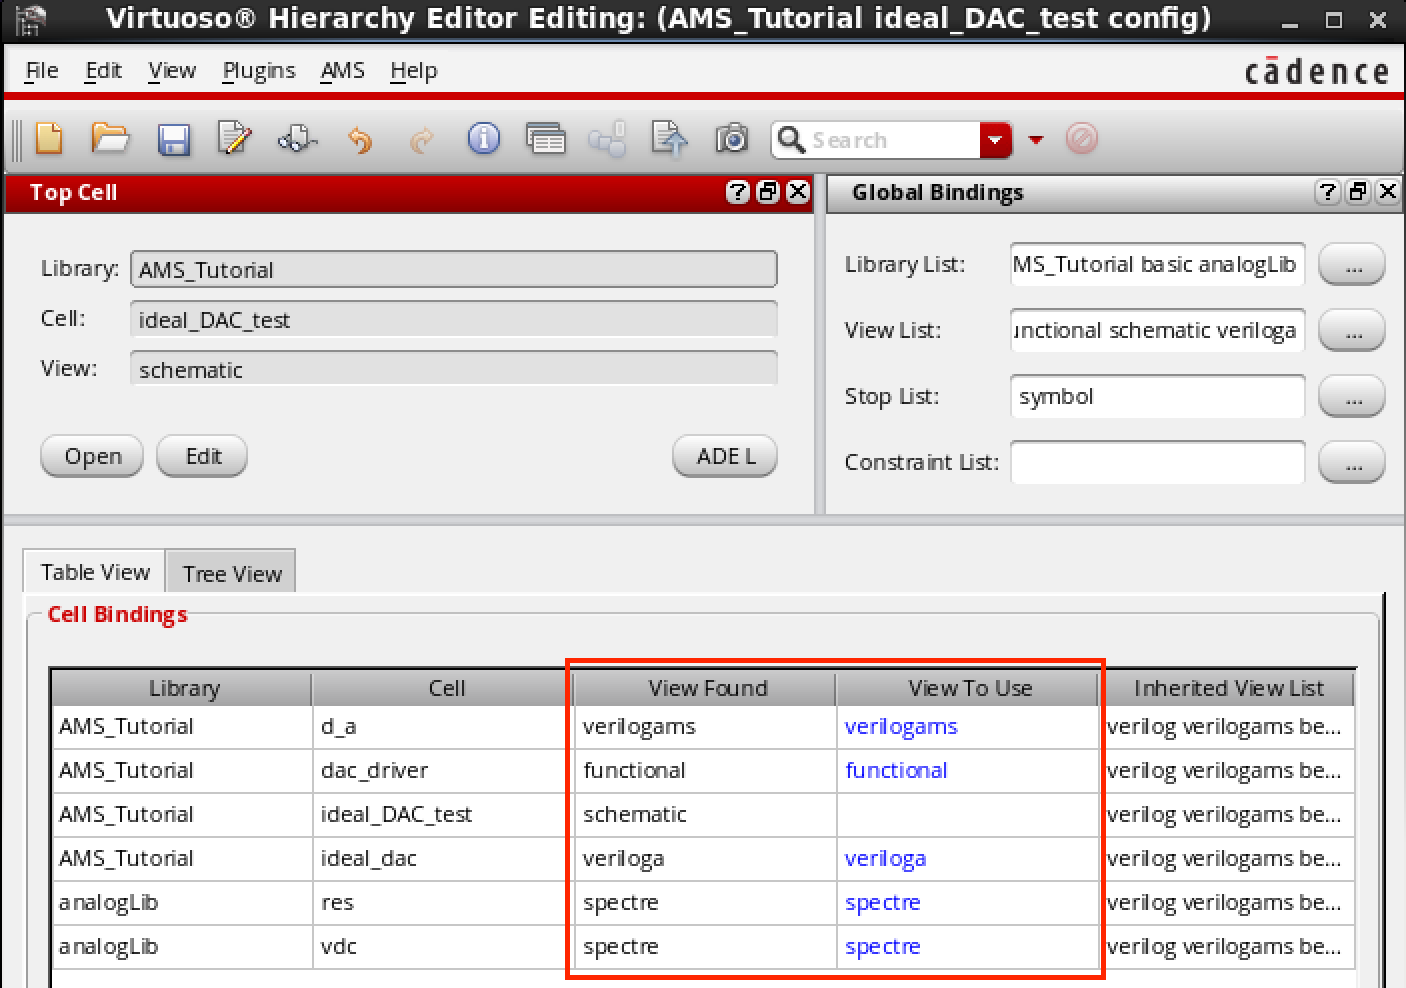 Virtuoso® Hierarchy Editor Editing: (AMS_Tutorial ideal_DAC_test config)
File Edit View Plugins AMS Help
cādence
Search
Top Cell
Library: AMS_Tutorial
Cell: ideal_DAC_test
View: schematic
Open Edit ADE L
Global Bindings
Library List: MS_Tutorial basic analogLib ...
View List: unctional schematic veriloga ...
Stop List: symbol ...
Constraint List: ...
Table View Tree View
Cell Bindings
Library Cell View Found View To Use Inherited View List
AMS_Tutorial d_a verilogams verilogams verilog verilogams be...
AMS_Tutorial dac_driver functional functional verilog verilogams be...
AMS_Tutorial ideal_DAC_test schematic verilog verilogams be...
AMS_Tutorial ideal_dac veriloga veriloga verilog verilogams be...
analogLib res spectre spectre verilog verilogams be...
analogLib vdc spectre spectre verilog verilogams be...